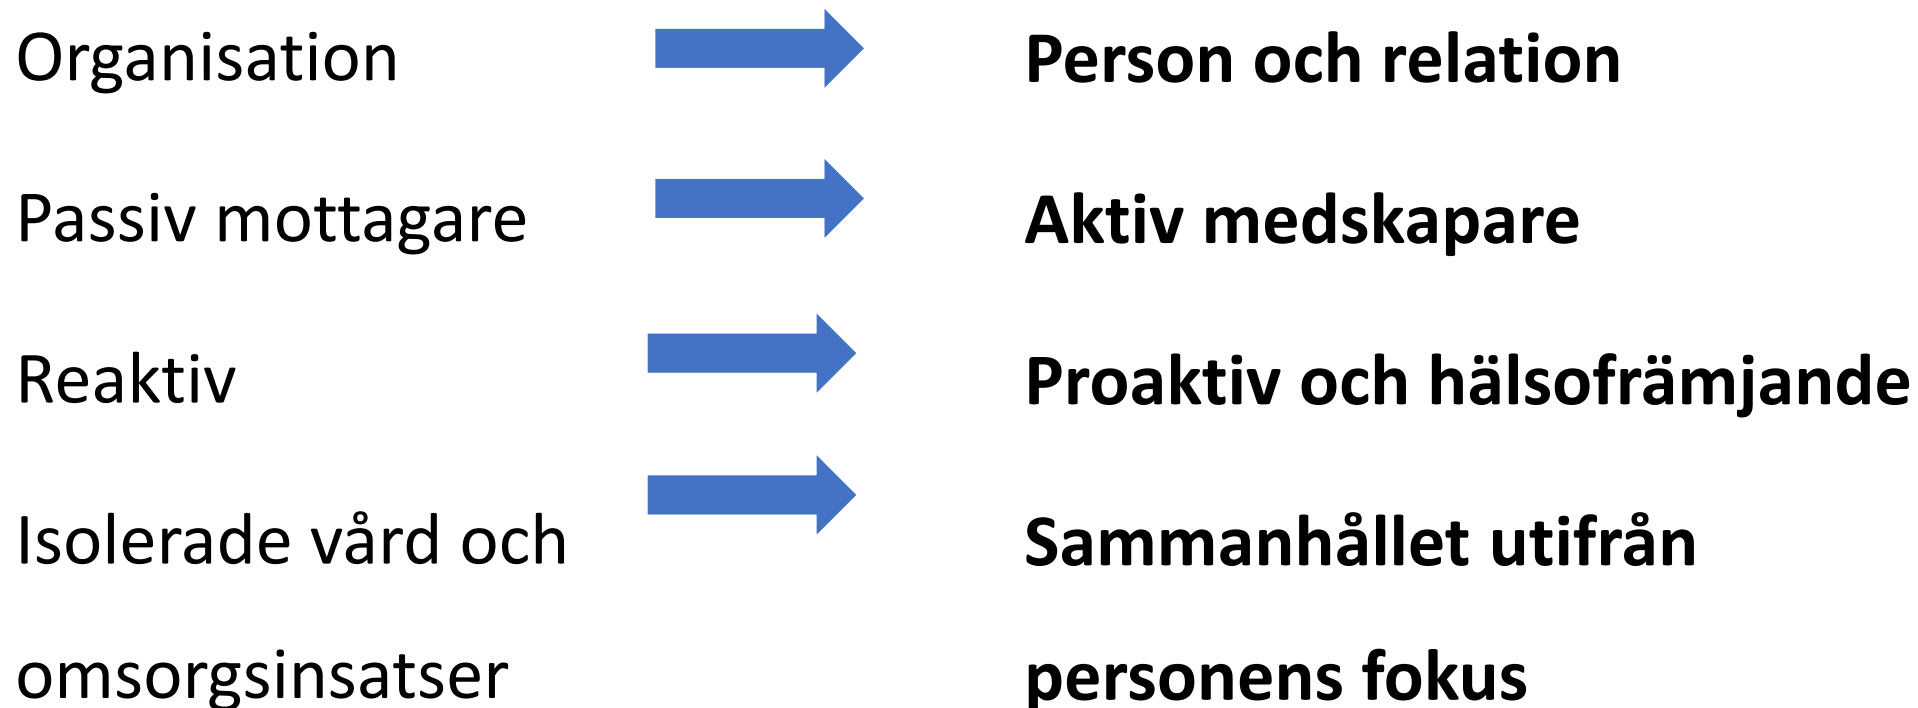 Organisation
Person och relation
Passiv mottagare
Aktiv medskapare
Reaktiv
Proaktiv och hälsofrämjande
Isolerade vård och
omsorgsinsatser
Sammanhållet utifrån
personens fokus